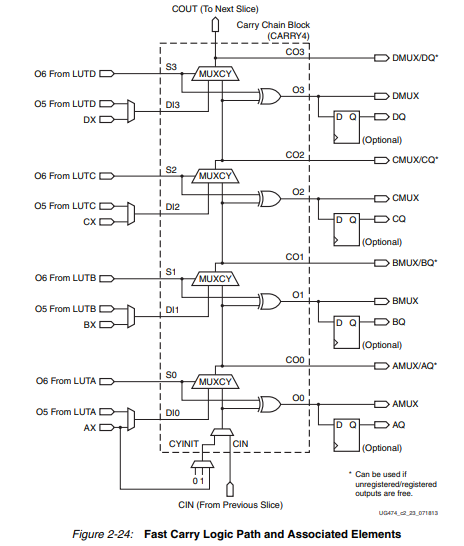 COUT (To Next Slice)
Carry Chain Block
(CARRY4)
CO3
DMUX/DQ*
S3
O6 From LUTD
MUXCY
O3
DMUX
O5 From LUTD
DI3
DX
D Q
DQ
(Optional)
CO2
CMUX/CQ*
S2
O6 From LUTC
MUXCY
O2
CMUX
O5 From LUTC
DI2
CX
D Q
CQ
(Optional)
CO1
BMUX/BQ*
S1
O6 From LUTB
MUXCY
O1
BMUX
O5 From LUTB
DI1
BX
D Q
BQ
(Optional)
CO0
AMUX/AQ*
S0
O6 From LUTA
MUXCY
O0
AMUX
O5 From LUTA
DI0
AX
D Q
AQ
(Optional)
CYINIT
CIN
0 1
* Can be used if
unregistered/registered
outputs are free.
CIN (From Previous Slice)
UG474_c2_23_071813
Figure 2-24: Fast Carry Logic Path and Associated Elements